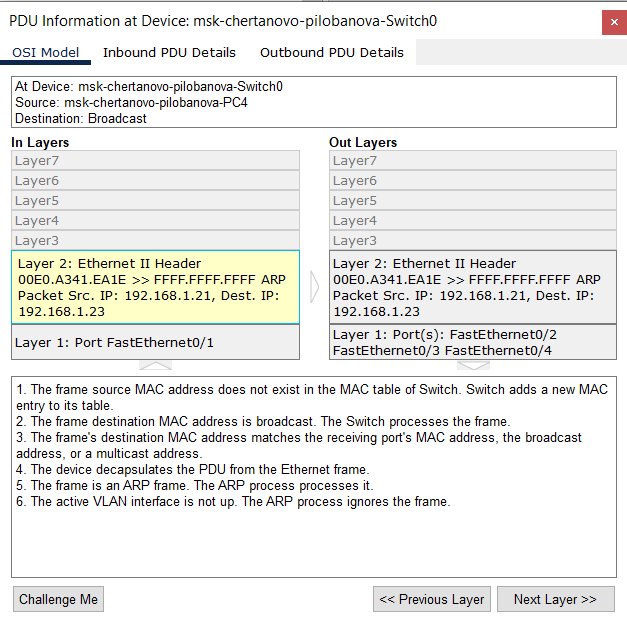 PDU Information at Device: msk-chertanovo-pilobanova-Switch0
OSI Model Inbound PDU Details Outbound PDU Details
At Device: msk-chertanovo-pilobanova-Switch0
Source: msk-chertanovo-pilobanova-PC4
Destination: Broadcast
In Layers
Layer7
Layer6
Layer5
Layer4
Layer3
Layer 2: Ethernet II Header
00E0.A341.EA1E >> FFFF.FFFF.FFFF ARP
Packet Src. IP: 192.168.1.21, Dest. IP:
192.168.1.23
Layer 1: Port FastEthernet0/1
Out Layers
Layer7
Layer6
Layer5
Layer4
Layer3
Layer 2: Ethernet II Header
00E0.A341.EA1E >> FFFF.FFFF.FFFF ARP
Packet Src. IP: 192.168.1.21, Dest. IP:
192.168.1.23
Layer 1: Port(s): FastEthernet0/2
FastEthernet0/3 FastEthernet0/4
1. The frame source MAC address does not exist in the MAC table of Switch. Switch adds a new MAC
entry to its table.
2. The frame destination MAC address is broadcast. The Switch processes the frame.
3. The frame's destination MAC address matches the receiving port's MAC address, the broadcast
address, or a multicast address.
4. The device decapsulates the PDU from the Ethernet frame.
5. The frame is an ARP frame. The ARP process processes it.
6. The active VLAN interface is not up. The ARP process ignores the frame.
Challenge Me << Previous Layer Next Layer >>